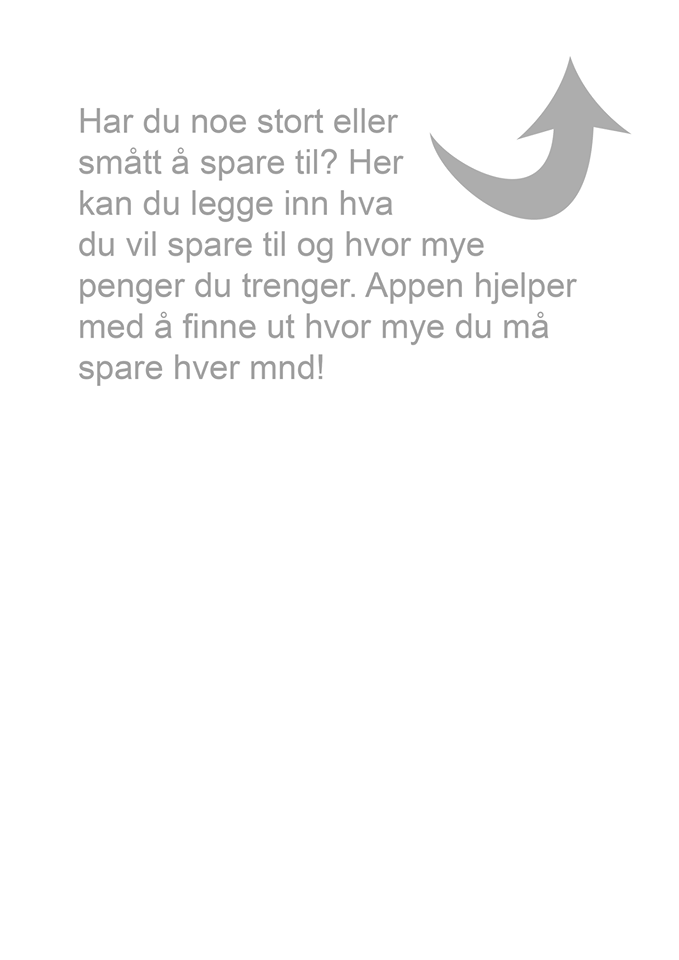 Har du noe stort eller
smått å spare til? Her
kan du legge inn hva
du vil spare til og hvor mye
penger du trenger. Appen hjelper
med å finne ut hvor mye du må
spare hver mnd!